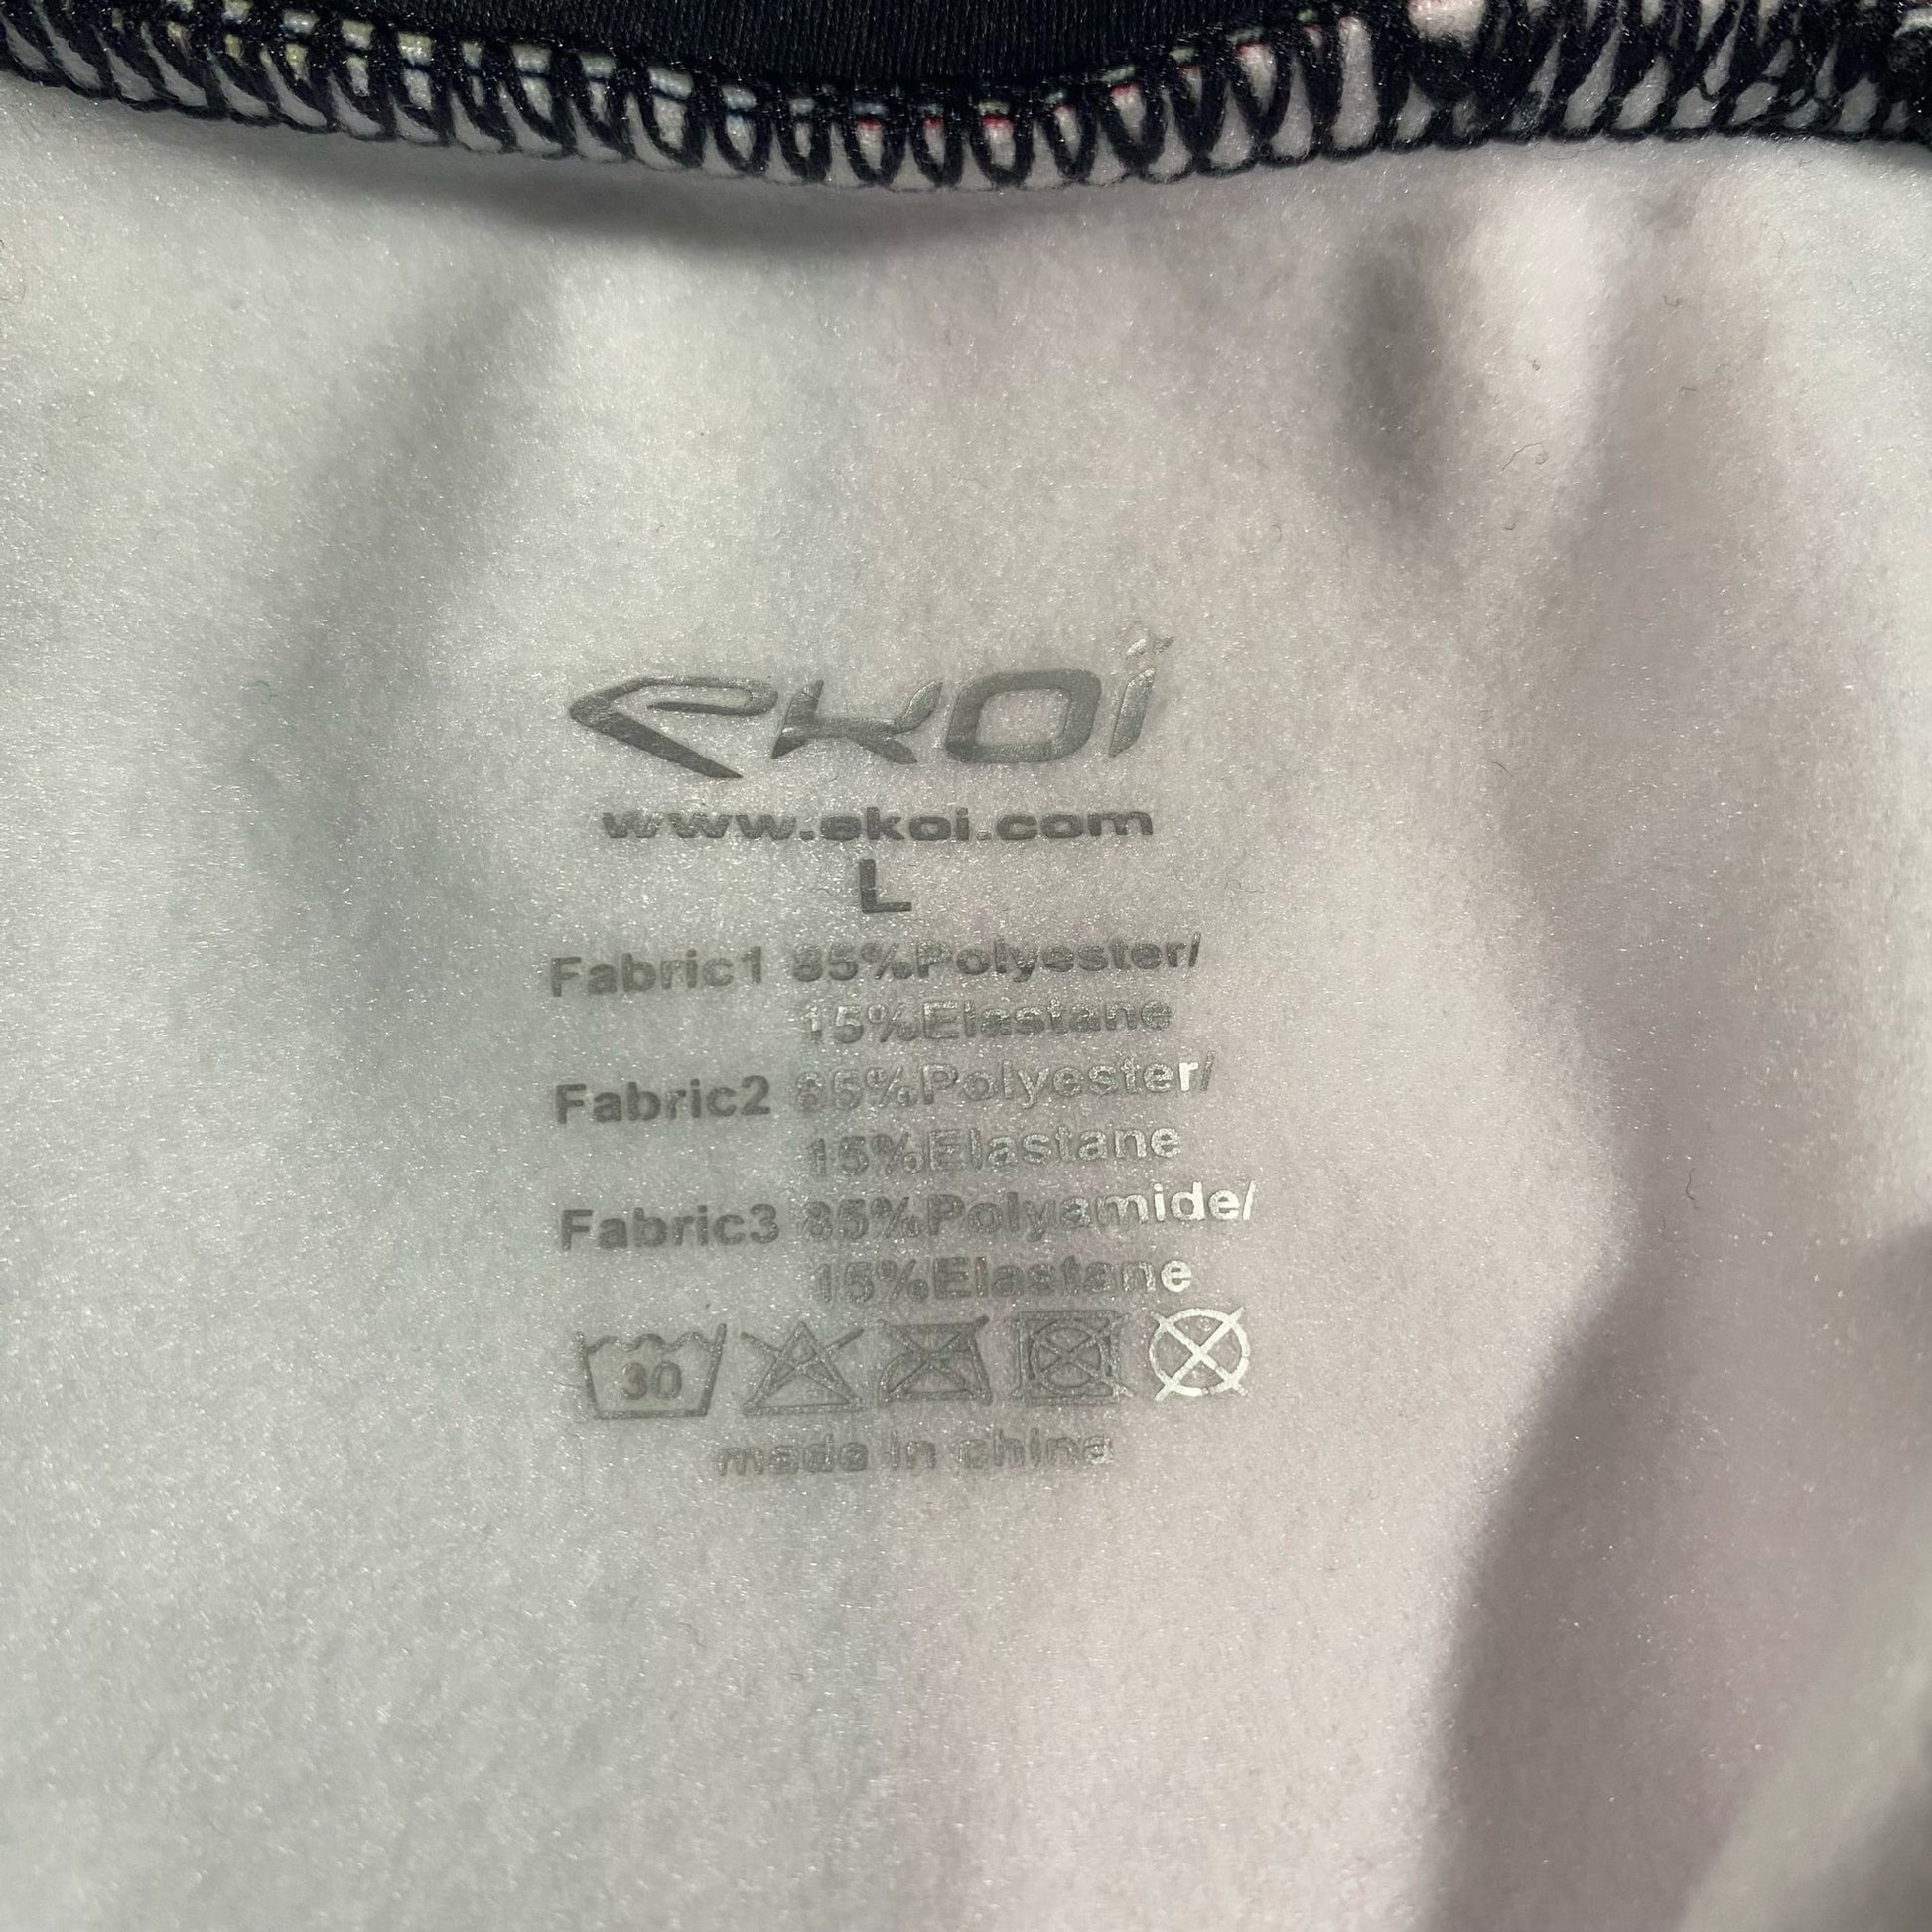 ekoi
www.ekoi.com
L
Fabric1 85%Polyester/
15%Elastane
Fabric2 85%Polyester/
15%Elastane
Fabric3 85%Polyamide/
15%Elastane
30
made in china